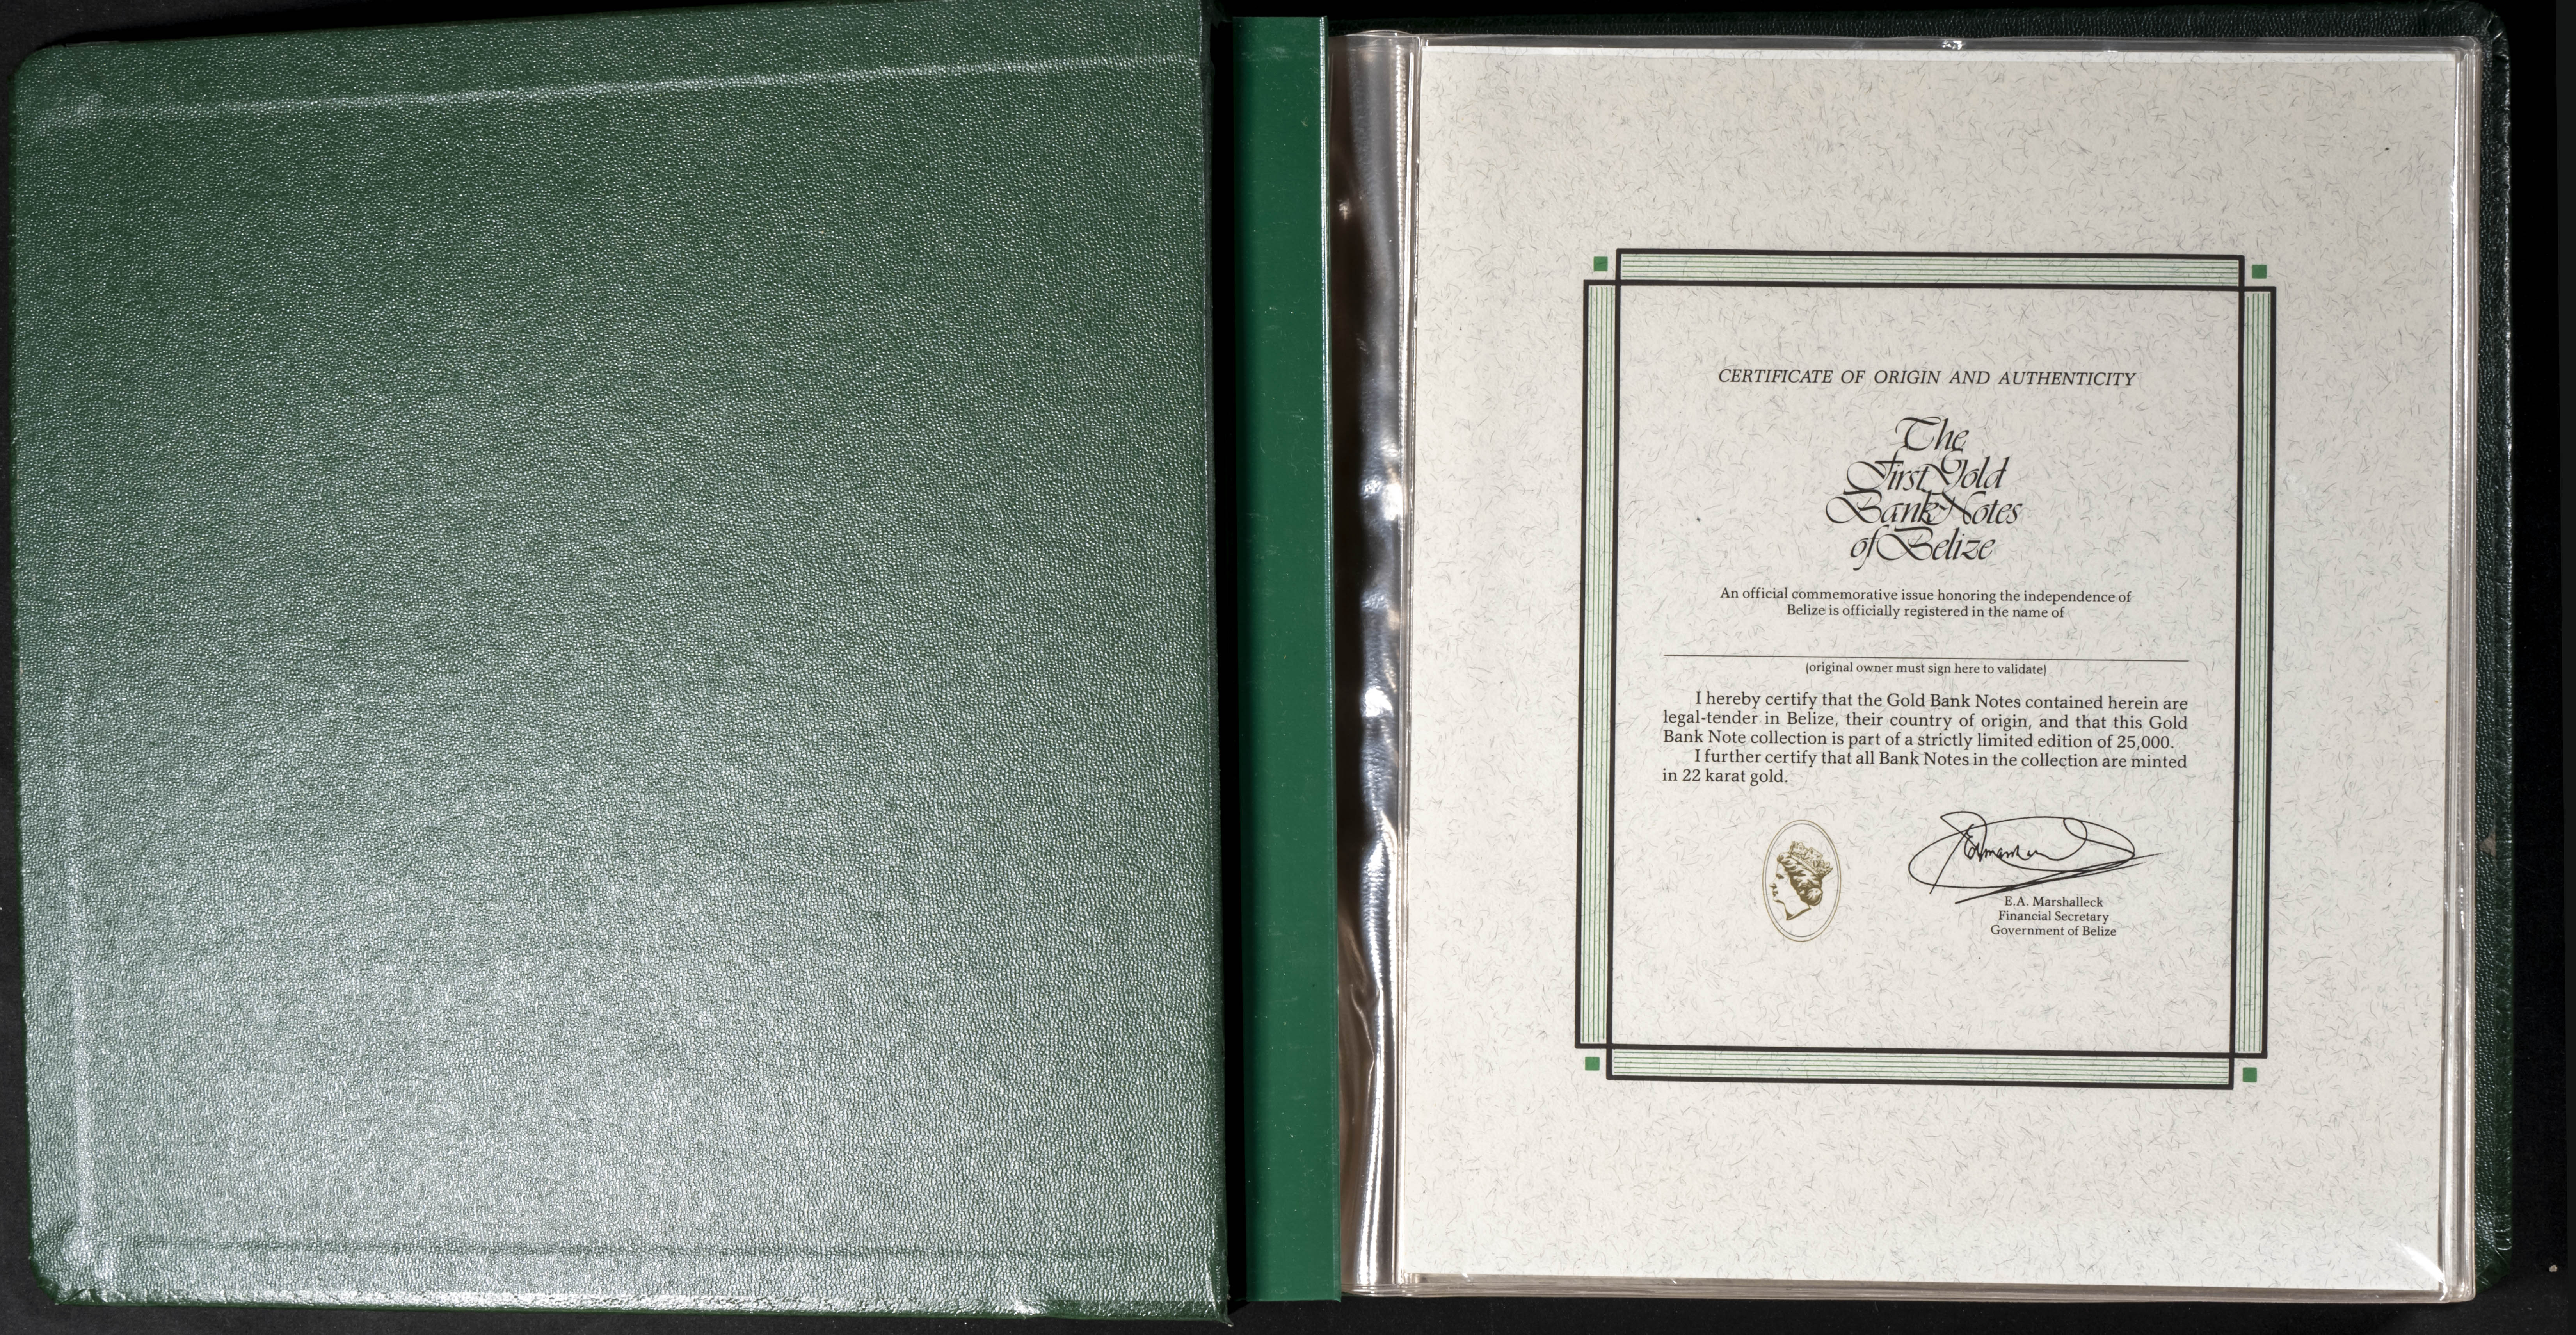 CERTIFICATE OF ORIGIN AND AUTHENTICITY
The
First Gold
Bank Notes
of Belize
An official commemorative issue honoring the independence of
Belize is officially registered in the name of
(original owner must sign here to validate)
I hereby certify that the Gold Bank Notes contained herein are
legal-tender in Belize, their country of origin, and that this Gold
Bank Note collection is part of a strictly limited edition of 25,000.
I further certify that all Bank Notes in the collection are minted
in 22 karat gold.
E.A. Marshalleck
Financial Secretary
Government of Belize